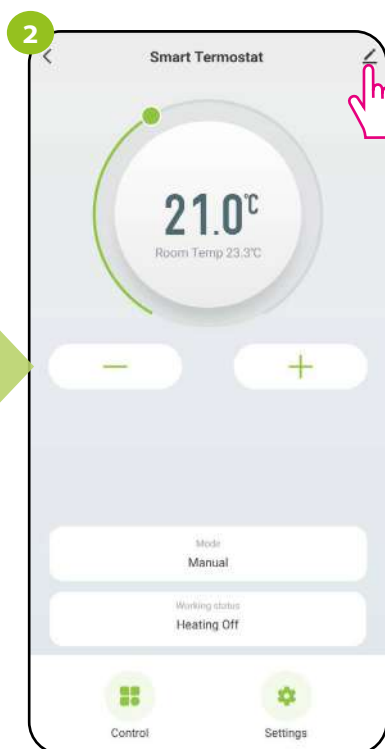 2
Smart Termostat
21.0°C
Room Temp 23.3°C
Mode
Manual
Working status
Heating Off
Control
Settings